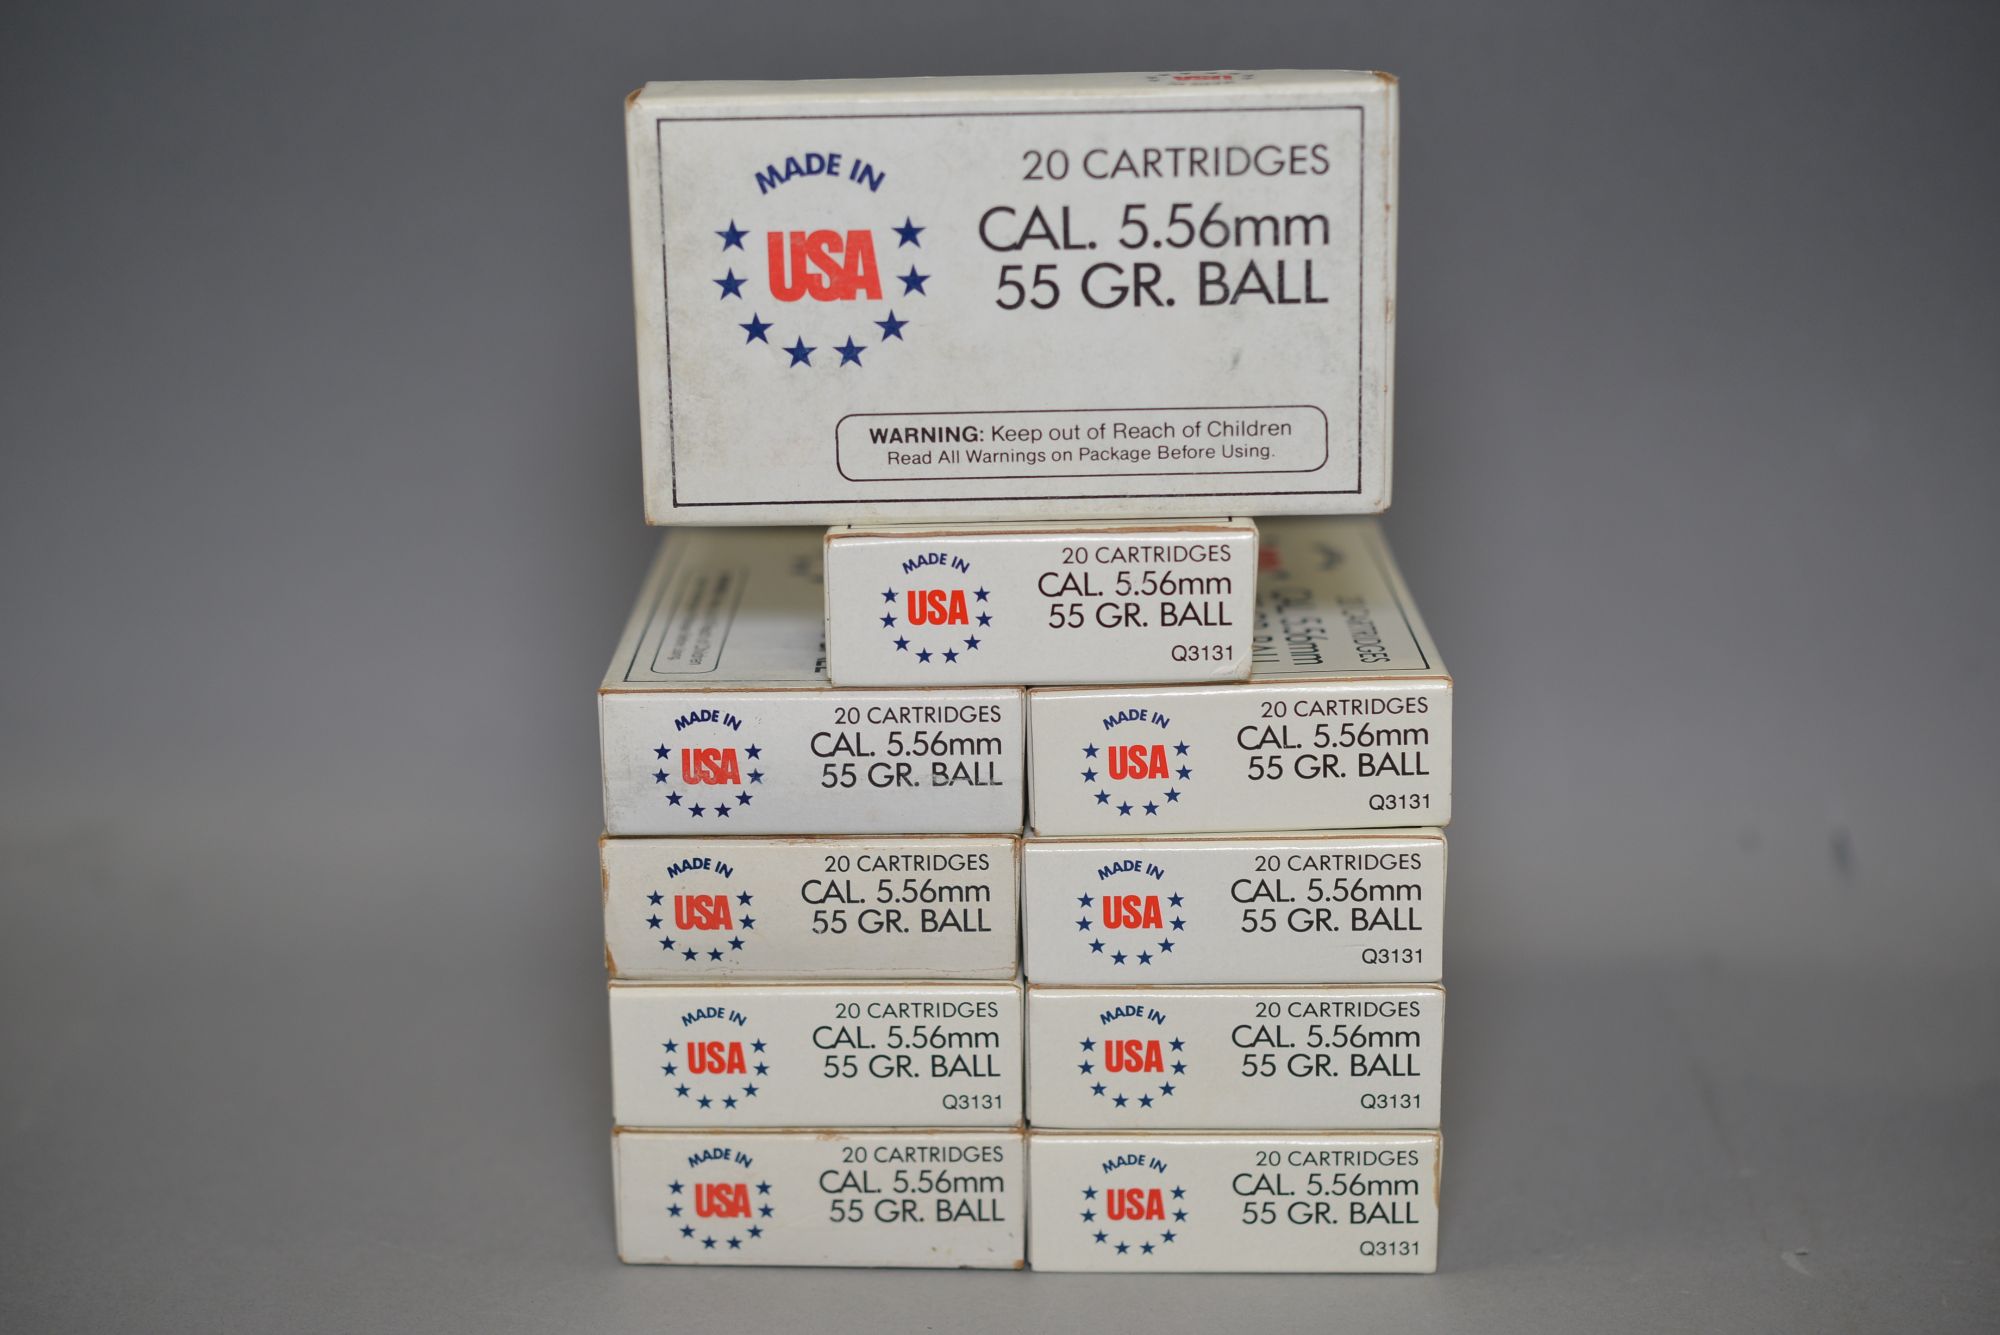 USA
MADE IN
USA
20 CARTRIDGES
CAL. 5.56mm
55 GR. BALL
WARNING: Keep out of Reach of Children
Read All Warnings on Package Before Using.
MADE IN
USA
20 CARTRIDGES
CAL. 5.56mm
55 GR. BALL
Q3131
20 CARTRIDGES
CAL. 5.56mm
MADE IN
USA
20 CARTRIDGES
CAL. 5.56mm
55 GR. BALL
MADE IN
USA
20 CARTRIDGES
CAL. 5.56mm
55 GR. BALL
Q3131
MADE IN
USA
20 CARTRIDGES
CAL. 5.56mm
55 GR. BALL
MADE IN
USA
20 CARTRIDGES
CAL. 5.56mm
55 GR. BALL
Q3131
MADE IN
USA
20 CARTRIDGES
CAL. 5.56mm
55 GR. BALL
Q3131
MADE IN
USA
20 CARTRIDGES
CAL. 5.56mm
55 GR. BALL
Q3131
MADE IN
USA
20 CARTRIDGES
CAL. 5.56mm
55 GR. BALL
MADE IN
USA
20 CARTRIDGES
CAL. 5.56mm
55 GR. BALL
Q3131